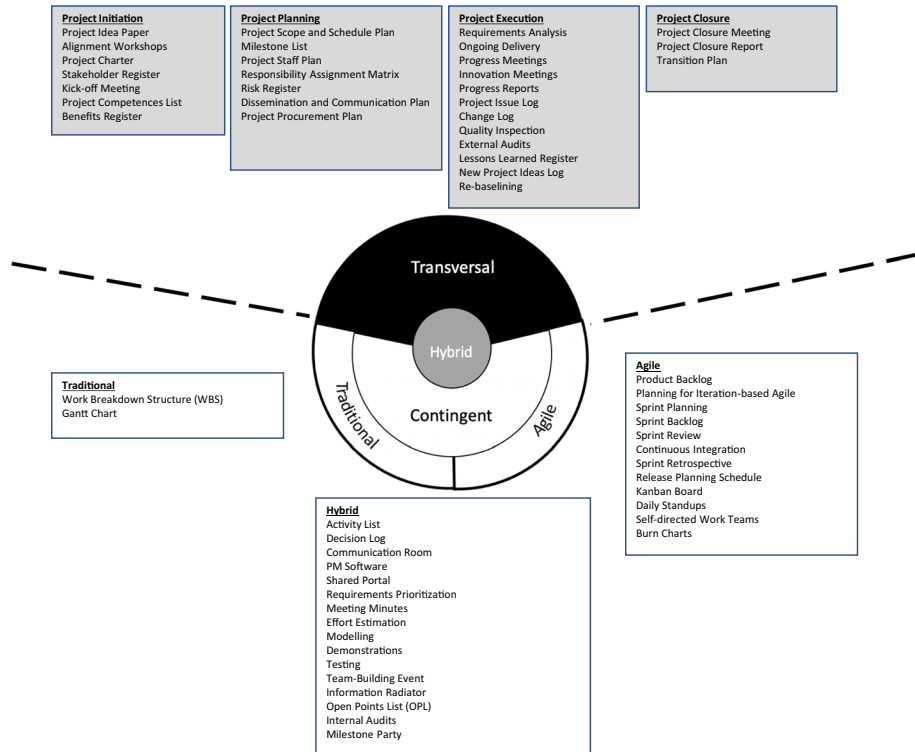 Project Initiation
Project Idea Paper
Alignment Workshops
Project Charter
Stakeholder Register
Kick-off Meeting
Project Competences List
Benefits Register
Project Planning
Project Scope and Schedule Plan
Milestone List
Project Staff Plan
Responsibility Assignment Matrix
Risk Register
Dissemination and Communication Plan
Project Procurement Plan
Project Execution
Requirements Analysis
Ongoing Delivery
Progress Meetings
Innovation Meetings
Progress Reports
Project Issue Log
Change Log
Quality Inspection
External Audits
Lessons Learned Register
New Project Ideas Log
Re-baselining
Project Closure
Project Closure Meeting
Project Closure Report
Transition Plan
Transversal
Hybrid
Contingent
Traditional
Agile
Traditional
Work Breakdown Structure (WBS)
Gantt Chart
Agile
Product Backlog
Planning for Iteration-based Agile
Sprint Planning
Sprint Backlog
Sprint Review
Continuous Integration
Sprint Retrospective
Release Planning Schedule
Kanban Board
Daily Standups
Self-directed Work Teams
Burn Charts
Hybrid
Activity List
Decision Log
Communication Room
PM Software
Shared Portal
Requirements Prioritization
Meeting Minutes
Effort Estimation
Modelling
Demonstrations
Testing
Team-Building Event
Information Radiator
Open Points List (OPL)
Internal Audits
Milestone Party